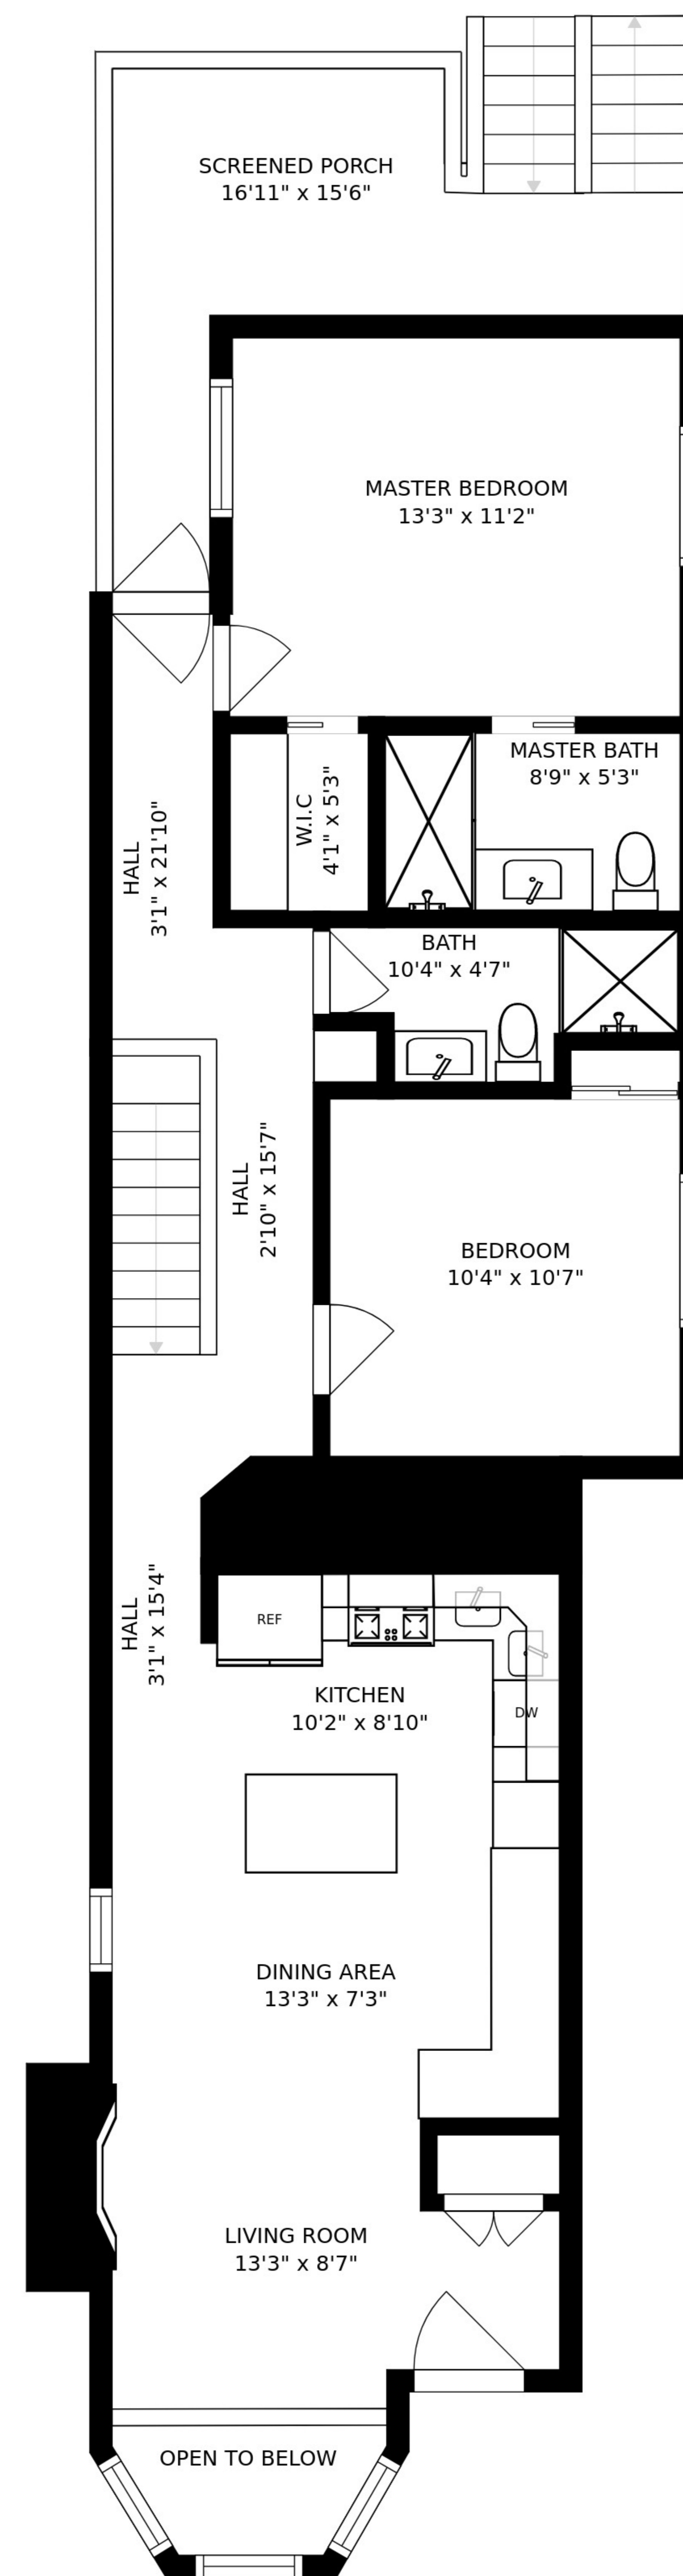 SCREENED PORCH
16'11" x 15'6"
MASTER BEDROOM
13'3" x 11'2"
MASTER BATH
8'9" x 5'3"
W.I.C
4'1" x 5'3"
HALL
3'1" x 21'10"
BATH
10'4" x 4'7"
HALL
2'10" x 15'7"
BEDROOM
10'4" x 10'7"
HALL
3'1" x 15'4"
REF
KITCHEN
10'2" x 8'10"
DW
DINING AREA
13'3" x 7'3"
LIVING ROOM
13'3" x 8'7"
OPEN TO BELOW